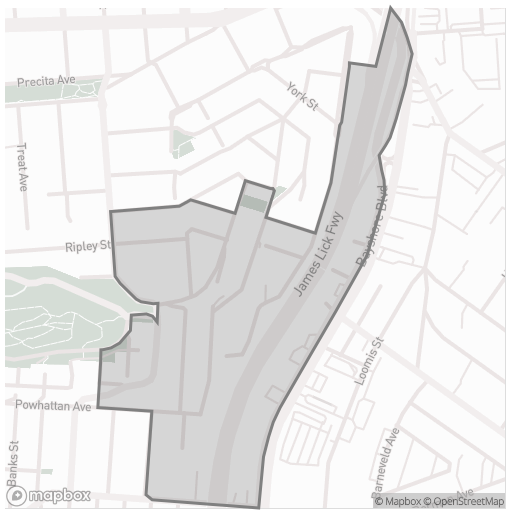 Precita Ave
York St
Treat Ave
Ripley St
James Lick Fwy
Bayshore Blvd
Loomis St
Powhattan Ave
Banks St
Barneveld Ave
Ave
mapbox
© Mapbox © OpenStreetMap